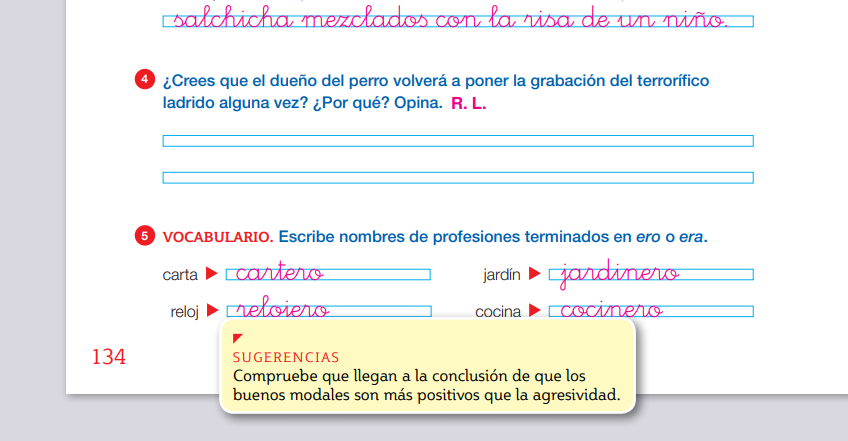 salchicha mezclados con la risa de un niño.
4 ¿Crees que el dueño del perro volverá a poner la grabación del terrorífico
ladrido alguna vez? ¿Por qué? Opina. R. L.
5 VOCABULARIO. Escribe nombres de profesiones terminados en ero o era.
carta cartero jardín jardinero
reloj relojero cocina cocinero
134
SUGERENCIAS
Compruebe que llegan a la conclusión de que los
buenos modales son más positivos que la agresividad.